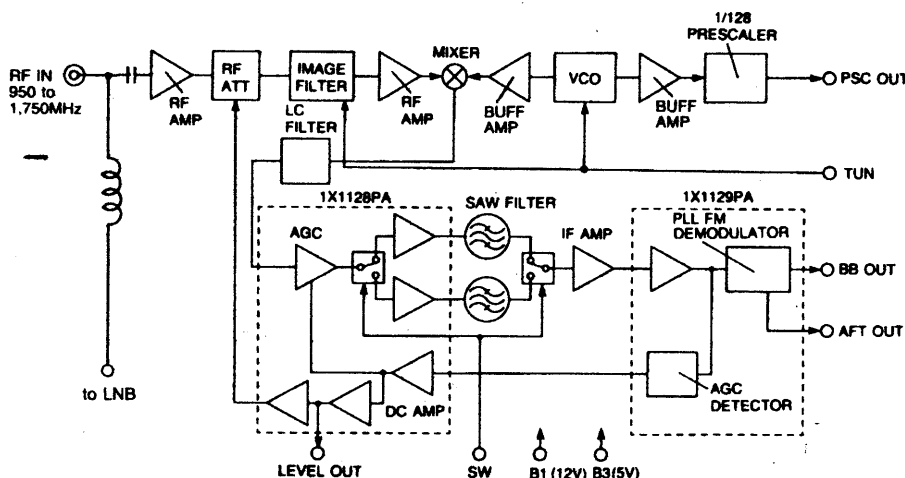 1/128
PRESCALER
MIXER
RF IN
950 to
1,750MHz
RF
ATT
IMAGE
FILTER
VCO
PSC OUT
RF
AMP
LC
FILTER
RF
AMP
BUFF
AMP
BUFF
AMP
TUN
1X1128PA
SAW FILTER
1X1129PA
PLL FM
DEMODULATOR
AGC
IF AMP
BB OUT
AFT OUT
to LNB
DC AMP
AGC
DETECTOR
LEVEL OUT
SW
B1 (12V)
B3(5V)